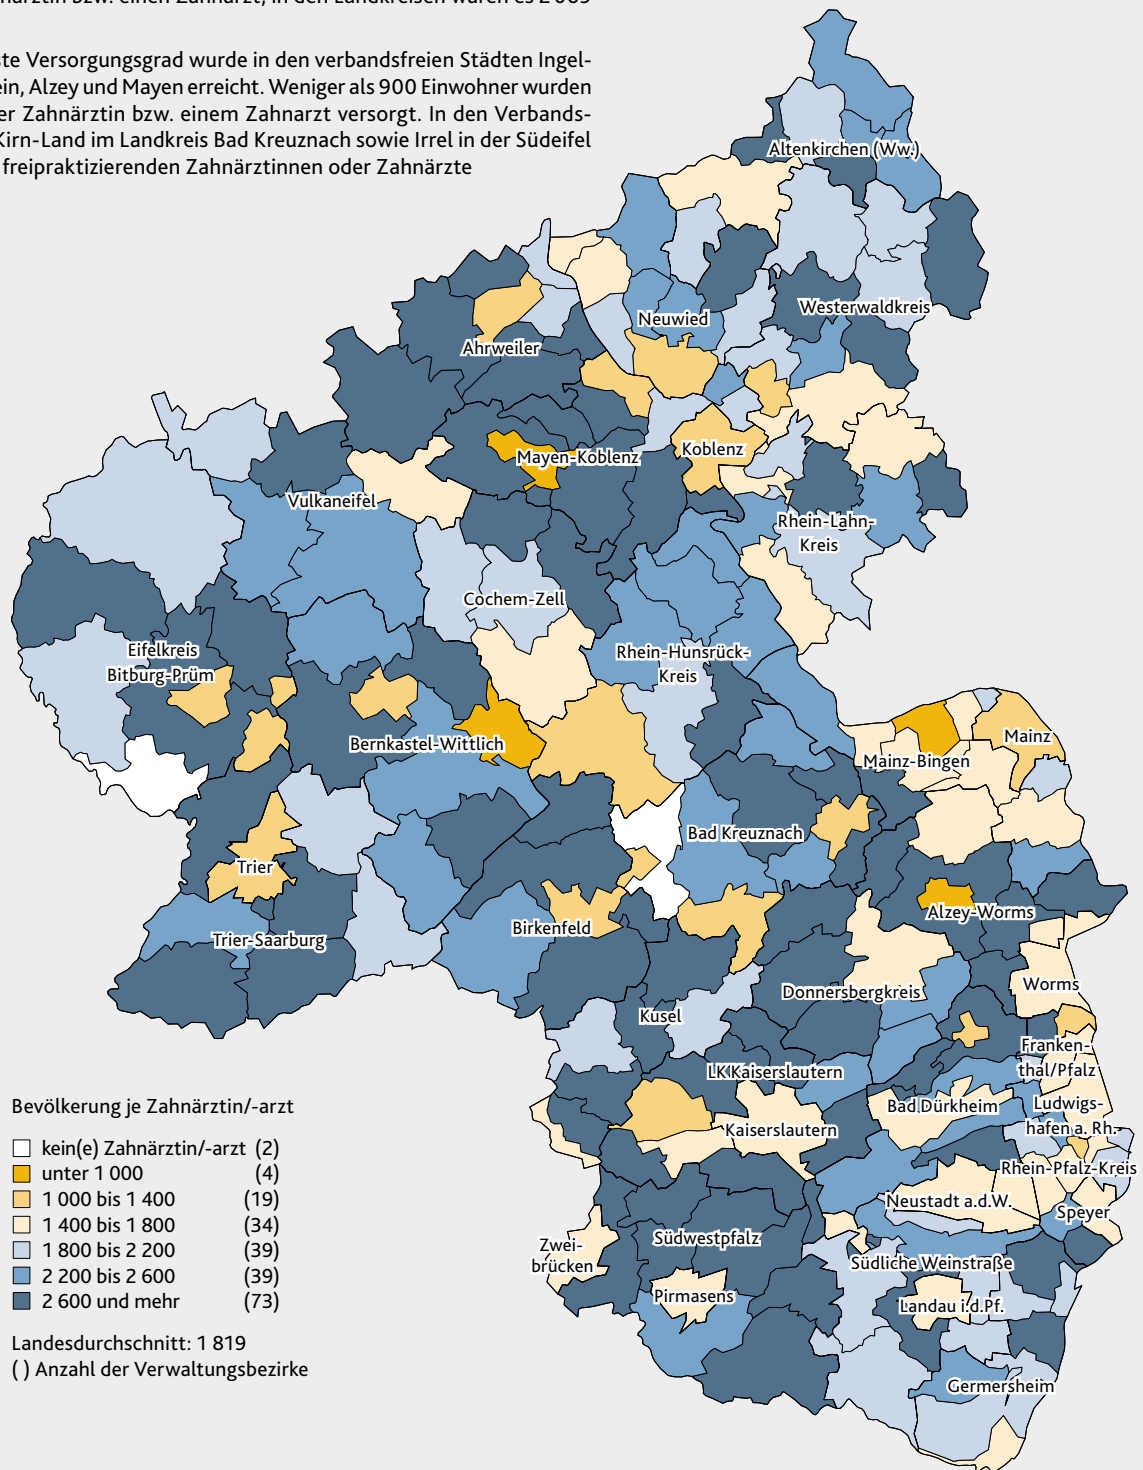 ste Versorgungsgrad wurde in den verbandsfreien Städten Ingel-
ein, Alzey und Mayen erreicht. Weniger als 900 Einwohner wurden
er Zahnärztin bzw. einem Zahnarzt versorgt. In den Verbands-
Kirn-Land im Landkreis Bad Kreuznach sowie Irrel in der Südeifel
freipraktizierenden Zahnärztinnen oder Zahnärzte
Altenkirchen (Ww.)
Westerwaldkreis
Neuwied
Ahrweiler
Mayen-Koblenz
Koblenz
Vulkaneifel
Rhein-Lahn-
Kreis
Cochem-Zell
Eifelkreis
Bitburg-Prüm
Rhein-Hunsrück-
Kreis
Bernkastel-Wittlich
Mainz
Mainz-Bingen
Bad Kreuznach
Trier
Alzey-Worms
Birkenfeld
Trier-Saarburg
Worms
Donnersbergkreis
Kusel
Franken-
thal/Pfalz
LK Kaiserslautern
Bad Dürkheim
Ludwigs-
hafen a. Rh.
Kaiserslautern
Rhein-Pfalz-Kreis
Neustadt a.d.W.
Speyer
Südwestpfalz
Zwei-
brücken
Südliche Weinstraße
Pirmasens
Landau i.d.Pf.
Germersheim
Bevölkerung je Zahnärztin/-arzt
kein(e) Zahnärztin/-arzt (2)
unter 1 000 (4)
1 000 bis 1 400 (19)
1 400 bis 1 800 (34)
1 800 bis 2 200 (39)
2 200 bis 2 600 (39)
2 600 und mehr (73)
Landesdurchschnitt: 1 819
( ) Anzahl der Verwaltungsbezirke